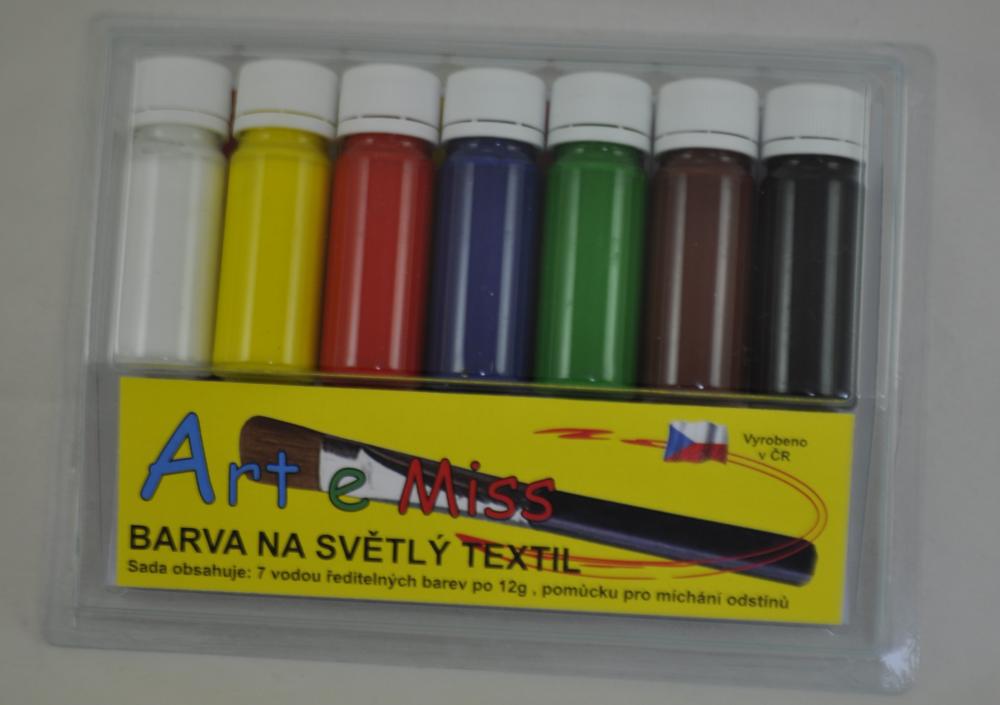 Art e Miss
Vyrobeno
v ČR
BARVA NA SVĚTLÝ TEXTIL
Sada obsahuje: 7 vodou ředitelných barev po 12g , pomůcku pro míchání odstínů